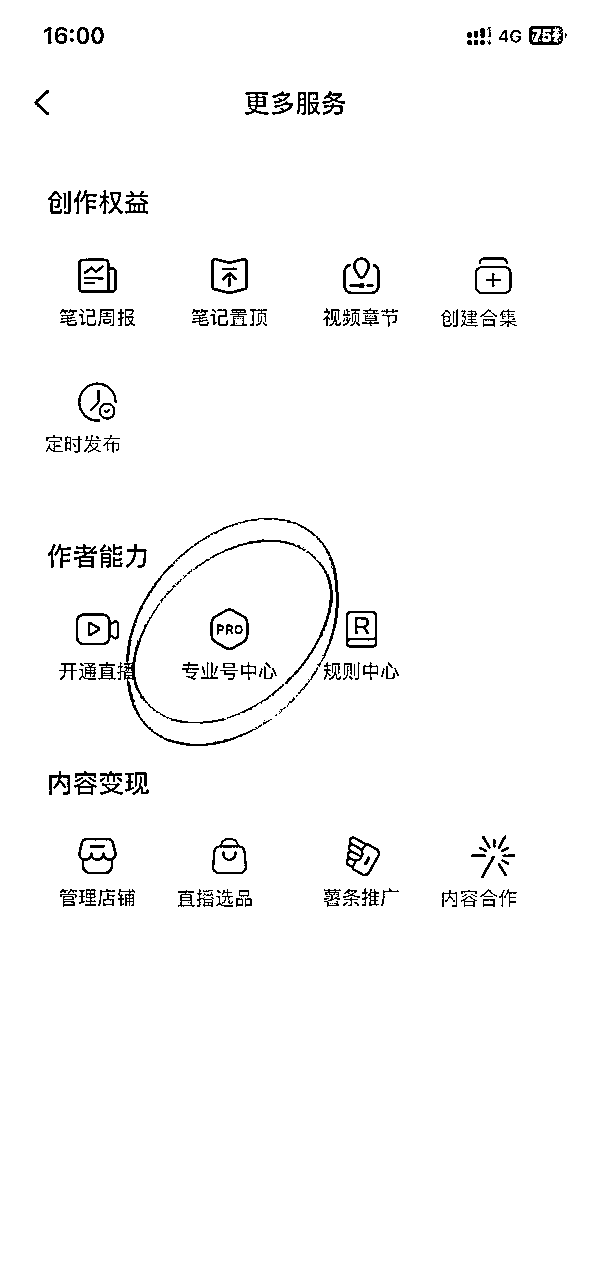 16:00 4G 75
更多服务
创作权益
笔记周报 笔记置顶 视频章节 创建合集
定时发布
作者能力
PRO R
开通直播 专业号中心 规则中心
内容变现
管理店铺 直播选品 薯条推广 内容合作